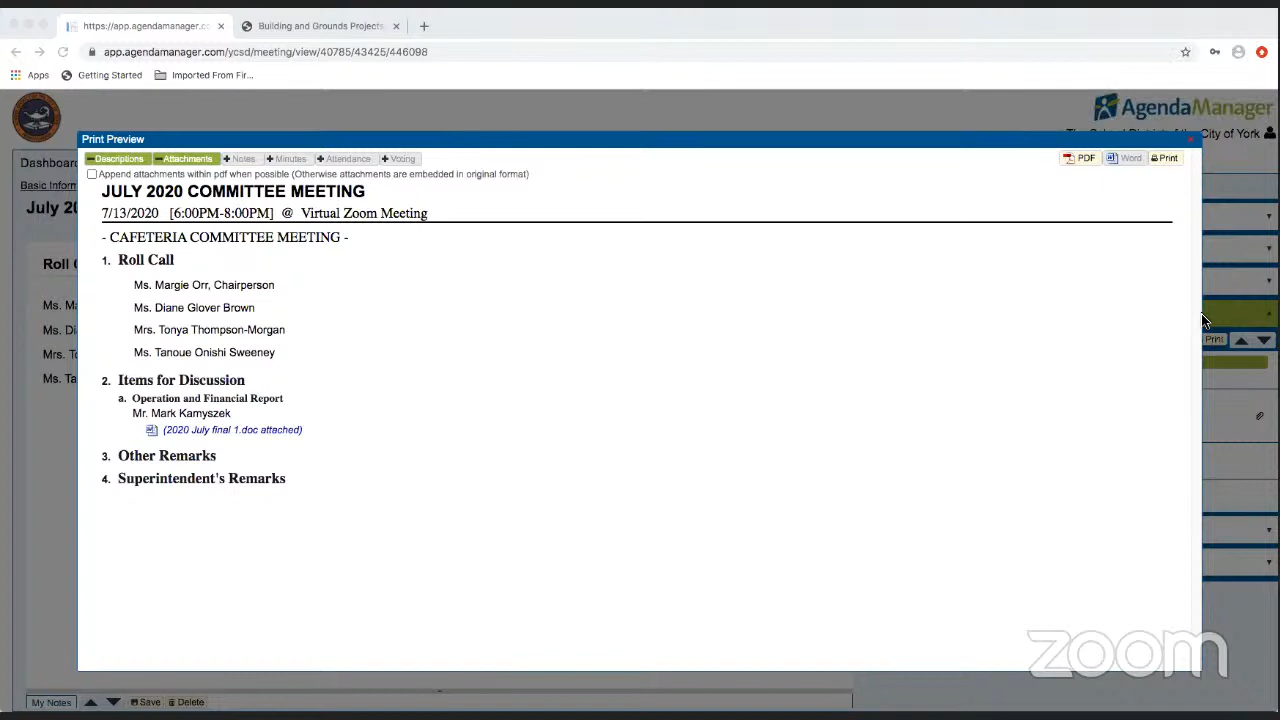 https://app.agendamanager.cc
Building and Grounds Projects
app.agendamanager.com/ycsd/meeting/view/40785/43425/446098
Apps
Getting Started
Imported From Fir...
AgendaManager
City of York
Print Preview
Dashboar
Descriptions
Attachments
Notes
Minutes
Attendance
Voting
PDF
Word
Print
Append attachments within pdf when possible (Otherwise attachments are embedded in original format)
Basic Inform
JULY 2020 COMMITTEE MEETING
July 20
7/13/2020 [6:00PM-8:00PM] @ Virtual Zoom Meeting
- CAFETERIA COMMITTEE MEETING -
1. Roll Call
Roll C
Ms. Margie Orr, Chairperson
Ms. Ma
Ms. Diane Glover Brown
Ms. Di
Mrs. Tonya Thompson-Morgan
Mrs. To
Print
Ms. Tanoue Onishi Sweeney
Ms. Ta
2. Items for Discussion
a. Operation and Financial Report
Mr. Mark Kamyszek
(2020 July final 1.doc attached)
3. Other Remarks
4. Superintendent's Remarks
zoom
My Notes
Save
Delete